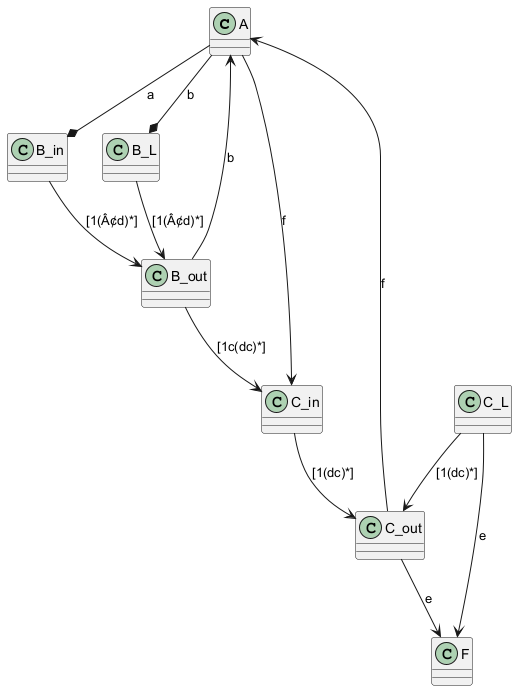 C A
a
b
C B_in
C B_L
b
f
[1(Â¢d)*]
[1(Â¢d)*]
C B_out
f
[1c(dc)*]
C C_in
C C_L
[1(dc)*]
[1(dc)*]
C C_out
e
e
C F